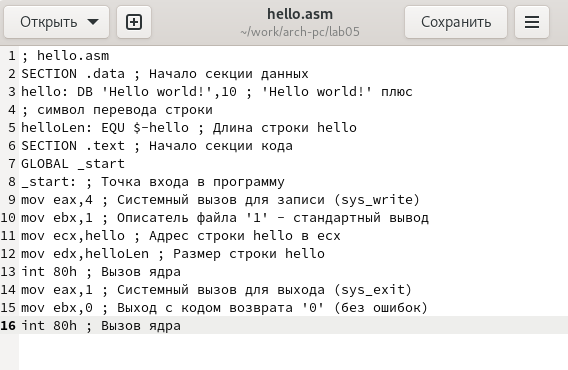 Открыть
hello.asm
~/work/arch-pc/lab05
Сохранить
1 ; hello.asm
2 SECTION .data ; Начало секции данных
3 hello: DB 'Hello world!',10 ; 'Hello world!' плюс
4 ; символ перевода строки
5 helloLen: EQU $-hello ; Длина строки hello
6 SECTION .text ; Начало секции кода
7 GLOBAL _start
8 _start: ; Точка входа в программу
9 mov eax,4 ; Системный вызов для записи (sys_write)
10 mov ebx,1 ; Описатель файла '1' - стандартный вывод
11 mov ecx,hello ; Адрес строки hello в ecx
12 mov edx,helloLen ; Размер строки hello
13 int 80h ; Вызов ядра
14 mov eax,1 ; Системный вызов для выхода (sys_exit)
15 mov ebx,0 ; Выход с кодом возврата '0' (без ошибок)
16 int 80h ; Вызов ядра